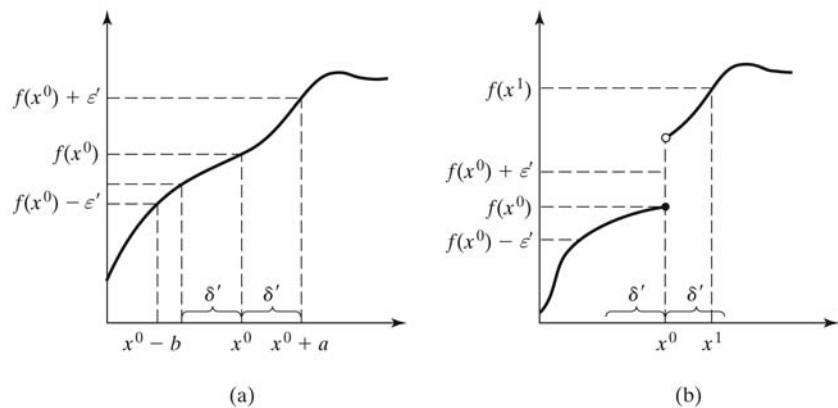 f(x⁰) + ε′
f(x⁰)
f(x⁰) − ε′
δ′ δ′
x⁰ − b x⁰ x⁰ + a
(a)
f(x¹)
f(x⁰) + ε′
f(x⁰)
f(x⁰) − ε′
δ′ δ′
x⁰ x¹
(b)